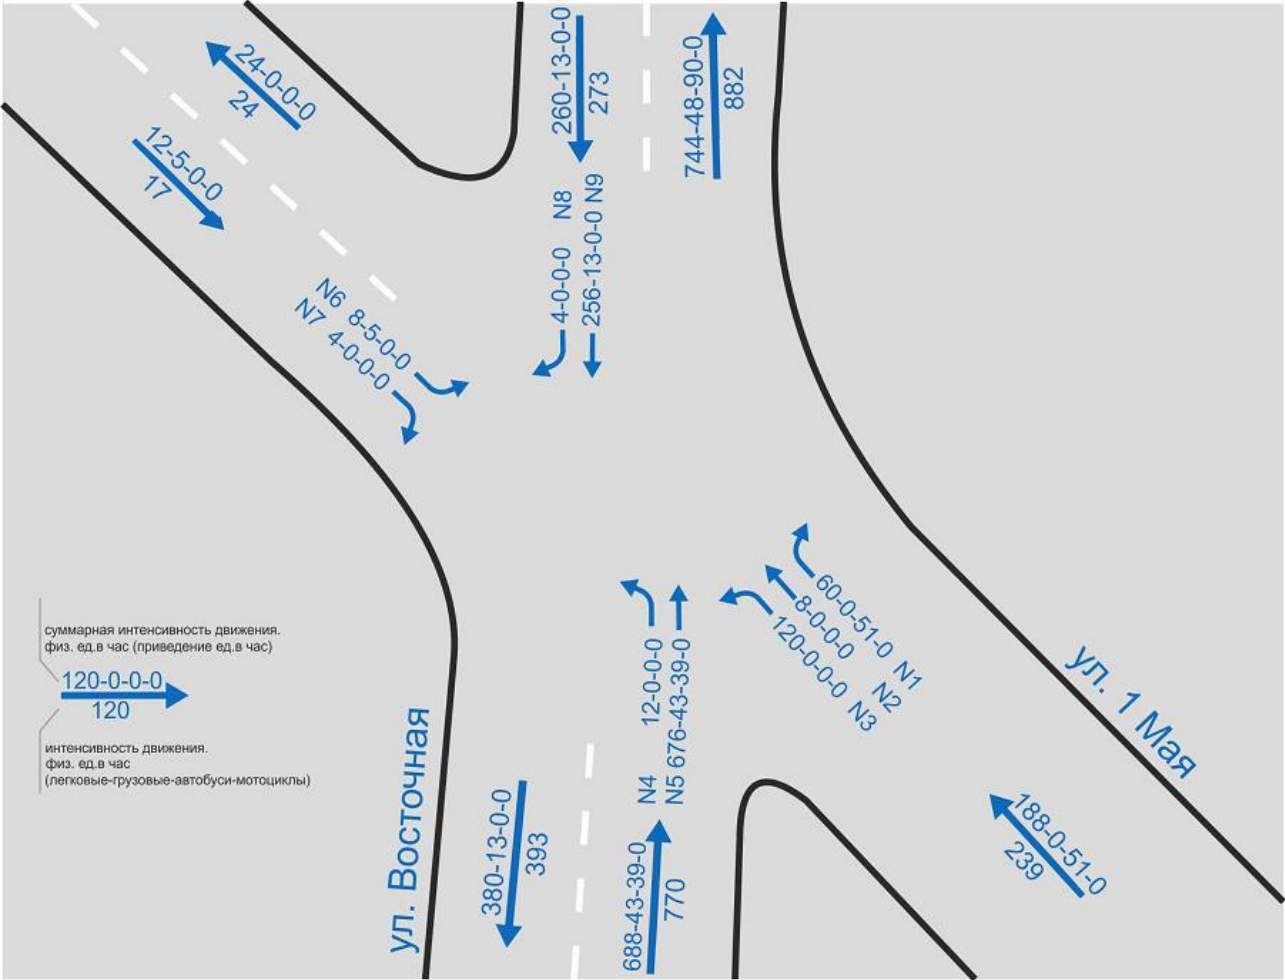 24-0-0-0
24
12-5-0-0
17
260-13-0-0
273
744-48-90-0
882
4-0-0-0 N8
256-13-0-0 N9
N6 8-5-0-0
N7 4-0-0-0
60-0-51-0 N1
8-0-0-0 N2
120-0-0-0 N3
N4 12-0-0-0
N5 676-43-39-0
ул. 1 Мая
188-0-51-0
239
ул. Восточная
380-13-0-0
393
688-43-39-0
770
суммарная интенсивность движения.
физ. ед.в час (приведение ед.в час)
120-0-0-0
120
интенсивность движения.
физ. ед.в час
(легковые-грузовые-автобуси-мотоциклы)